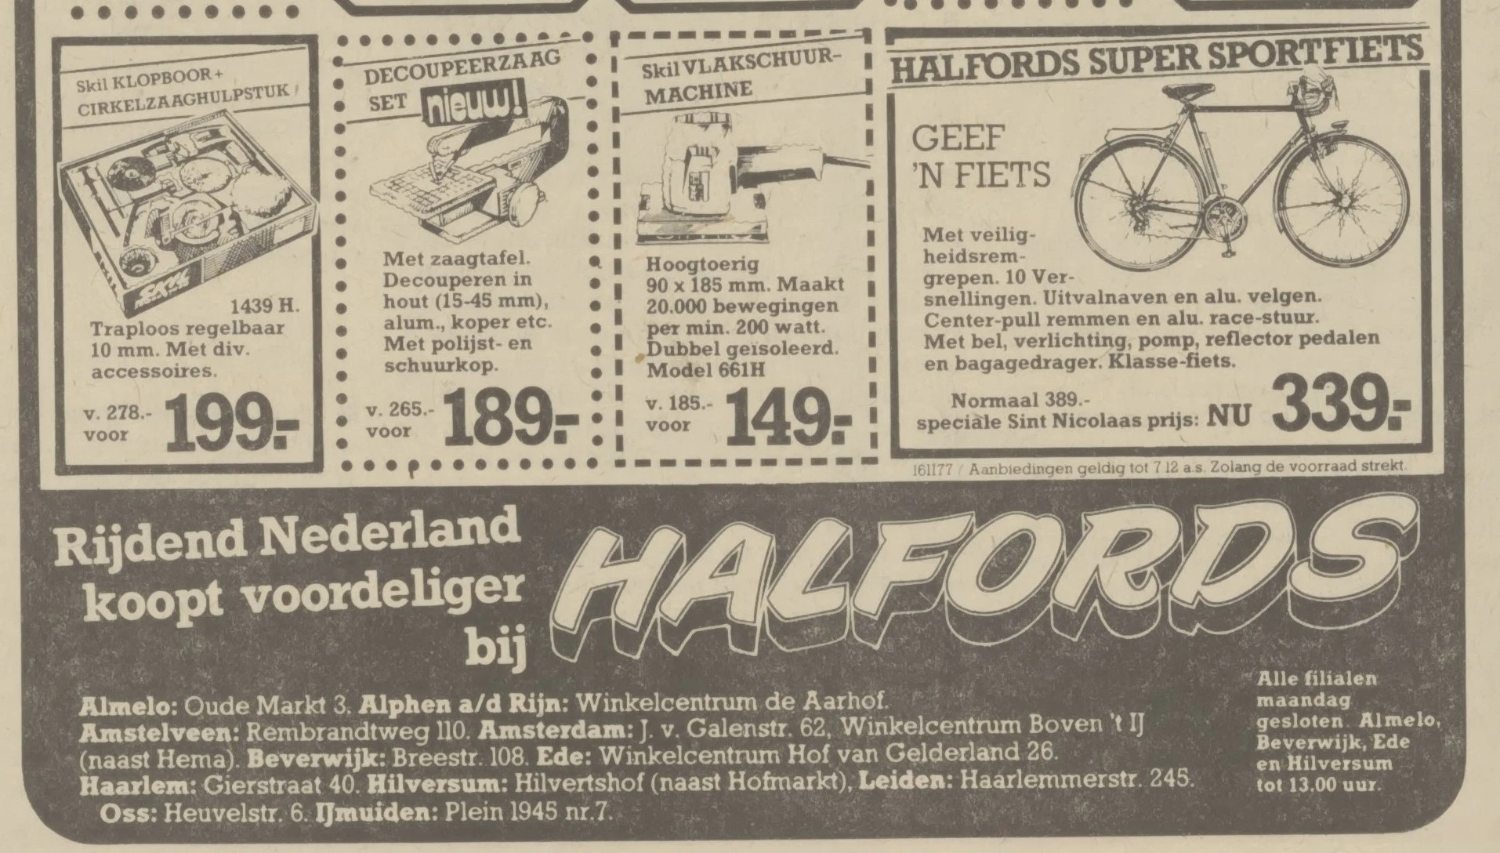 Skil KLOPBOOR+
CIRKELZAAGHULPSTUK
SKIL
1439 H.
Traploos regelbaar
10 mm. Met div.
accessoires.
v. 278.-
voor
199.-
DECOUPEERZAAG
SET nieuw!
Met zaagtafel.
Decouperen in
hout (15-45 mm),
alum., koper etc.
Met polijst- en
schuurkop.
v. 265.-
voor
189.-
Skil VLAKSCHUUR-
MACHINE
Hoogtoerig
90 x 185 mm. Maakt
20.000 bewegingen
per min. 200 watt.
Dubbel geïsoleerd.
Model 661H
v. 185.-
voor
149.-
HALFORDS SUPER SPORTFIETS
GEEF
'N FIETS
Met veilig-
heidsrem-
grepen. 10 Ver-
snellingen. Uitvalnaven en alu. velgen.
Center-pull remmen en alu. race-stuur.
Met bel, verlichting, pomp, reflector pedalen
en bagagedrager. Klasse-fiets.
Normaal 389.-
speciale Sint Nicolaas prijs: NU 339.-
161177 / Aanbiedingen geldig tot 7 12 a.s. Zolang de voorraad strekt.
Rijdend Nederland
koopt voordeliger
bij
HALFORDS
Almelo: Oude Markt 3. Alphen a/d Rijn: Winkelcentrum de Aarhof.
Amstelveen: Rembrandtweg 110. Amsterdam: J. v. Galenstr. 62, Winkelcentrum Boven 't IJ
(naast Hema). Beverwijk: Breestr. 108. Ede: Winkelcentrum Hof van Gelderland 26.
Haarlem: Gierstraat 40. Hilversum: Hilvertshof (naast Hofmarkt), Leiden: Haarlemmerstr. 245.
Oss: Heuvelstr. 6. IJmuiden: Plein 1945 nr.7.
Alle filialen
maandag
gesloten. Almelo,
Beverwijk, Ede
en Hilversum
tot 13.00 uur.